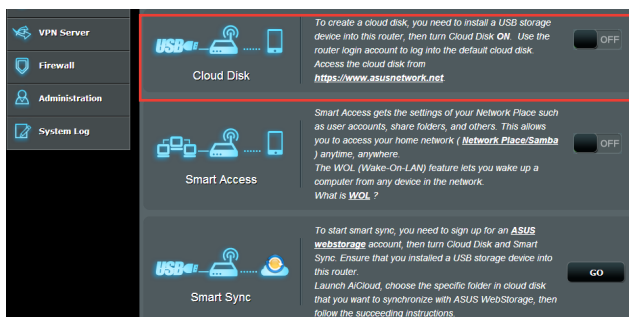 VPN Server
Firewall
Administration
System Log
USB
Cloud Disk
To create a cloud disk, you need to install a USB storage
device into this router, then turn Cloud Disk ON. Use the
router login account to log into the default cloud disk.
Access the cloud disk from
https://www.asusnetwork.net.
OFF
Smart Access
Smart Access gets the settings of your Network Place such
as user accounts, share folders, and others. This allows
you to access your home network ( Network Place/Samba
) anytime, anywhere.
The WOL (Wake-On-LAN) feature lets you wake up a
computer from any device in the network.
What is WOL ?
OFF
USB
Smart Sync
To start smart sync, you need to sign up for an ASUS
webstorage account, then turn Cloud Disk and Smart
Sync. Ensure that you installed a USB storage device into
this router.
Launch AiCloud, choose the specific folder in cloud disk
that you want to synchronize with ASUS WebStorage, then
follow the succeeding instructions.
GO